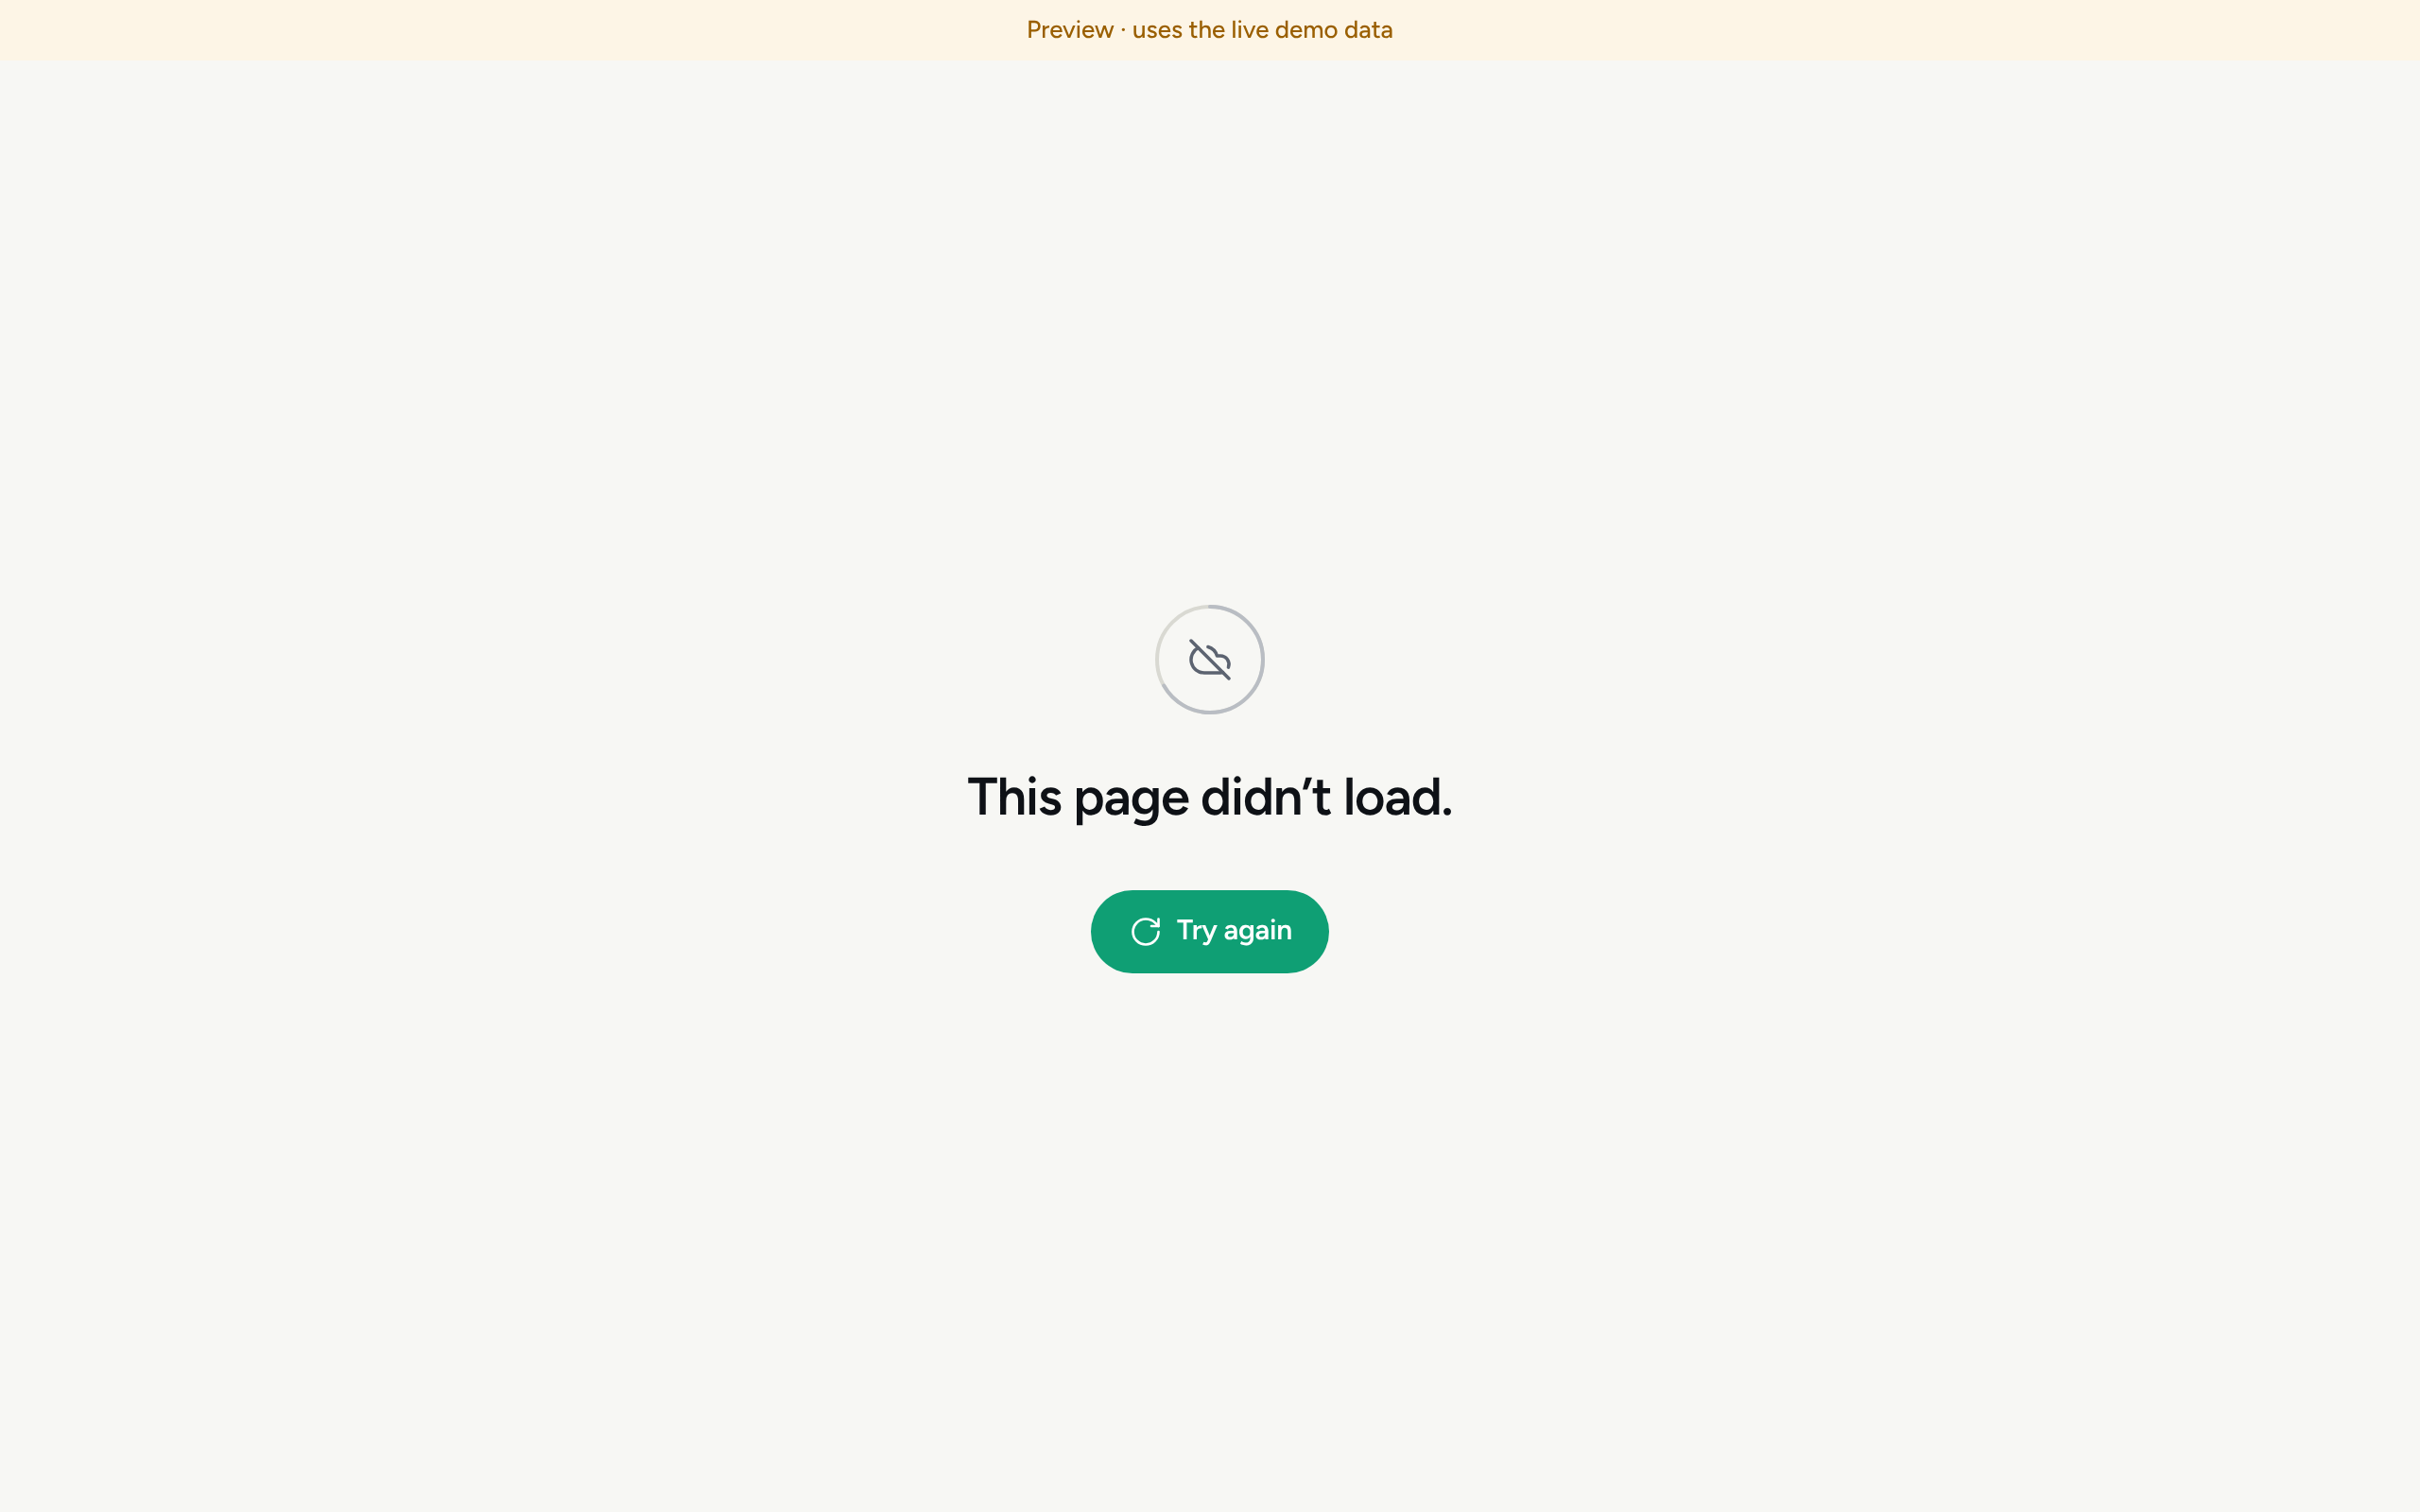 Preview · uses the live demo data
This page didn’t load.
Try again